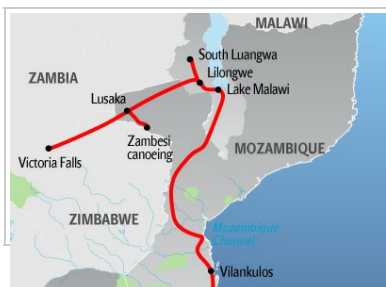 MALAWI
South Luangwa
ZAMBIA
Lilongwe
Lake Malawi
Lusaka
Zambesi
canoeing
MOZAMBIQUE
Victoria Falls
ZIMBABWE
Mozambique
Channel
Vilankulos